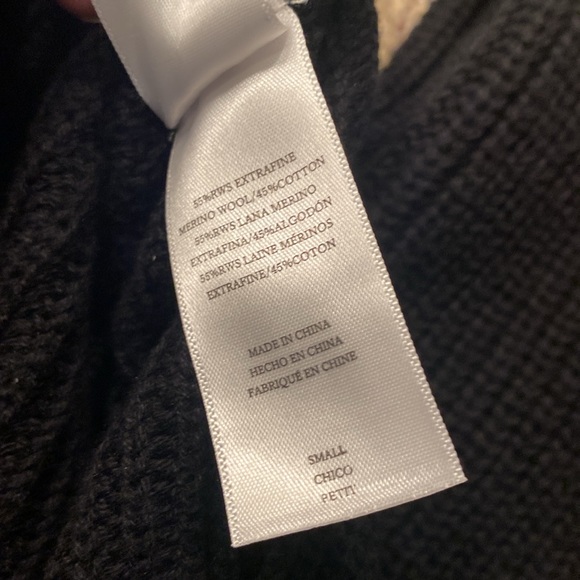 55%RWS EXTRAFINE
MERINO WOOL/45%COTTON
55%RWS LANA MERINO
EXTRAFINA/45%ALGODÓN
55%RWS LAINE MÉRINOS
EXTRAFINE/45%COTON
MADE IN CHINA
HECHO EN CHINA
FABRIQUÉ EN CHINE
SMALL
CHICO
PETIT